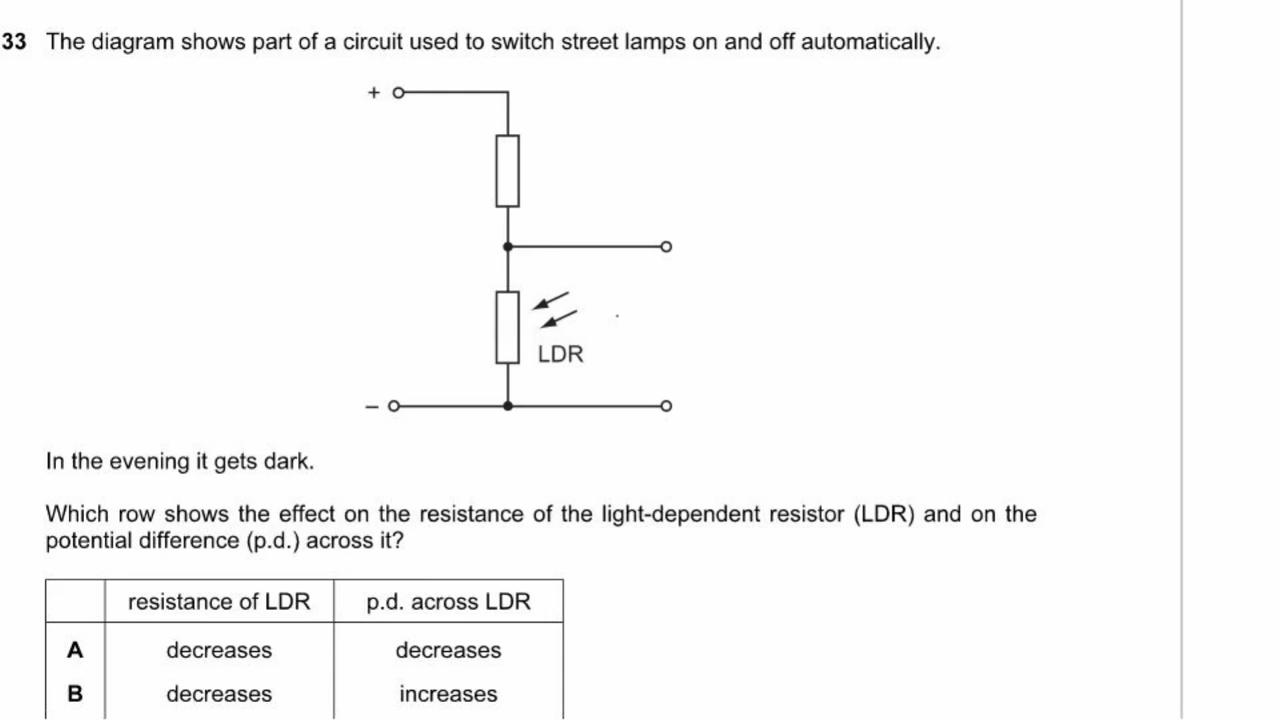 33 The diagram shows part of a circuit used to switch street lamps on and off automatically.
+
LDR
–
In the evening it gets dark.
Which row shows the effect on the resistance of the light-dependent resistor (LDR) and on the
potential difference (p.d.) across it?
resistance of LDR p.d. across LDR
A decreases decreases
B decreases increases